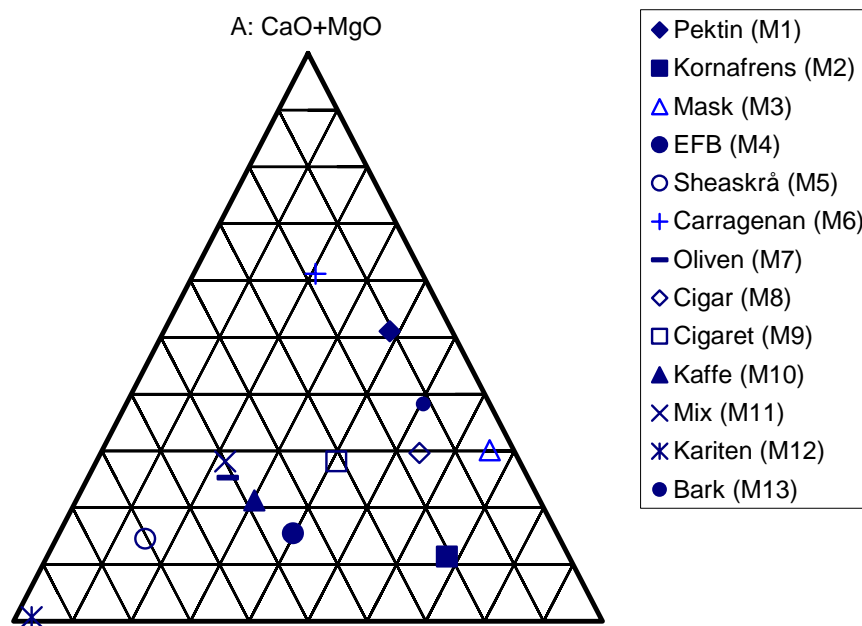 A: CaO+MgO
Pektin (M1)
Kornafrens (M2)
Mask (M3)
EFB (M4)
Sheaskrå (M5)
Carragenan (M6)
Oliven (M7)
Cigar (M8)
Cigaret (M9)
Kaffe (M10)
Mix (M11)
Kariten (M12)
Bark (M13)